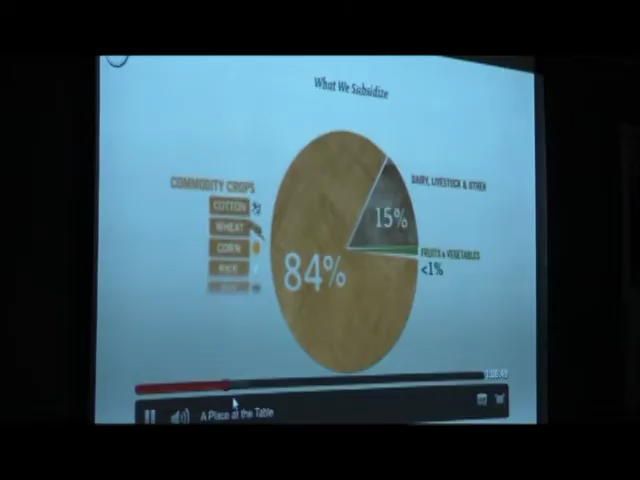 What We Subsidize
COMMODITY CROPS
COTTON
WHEAT
CORN
RICE
84%
15%
DAIRY, LIVESTOCK & OTHER
FRUITS & VEGETABLES
<1%
A Place at the Table